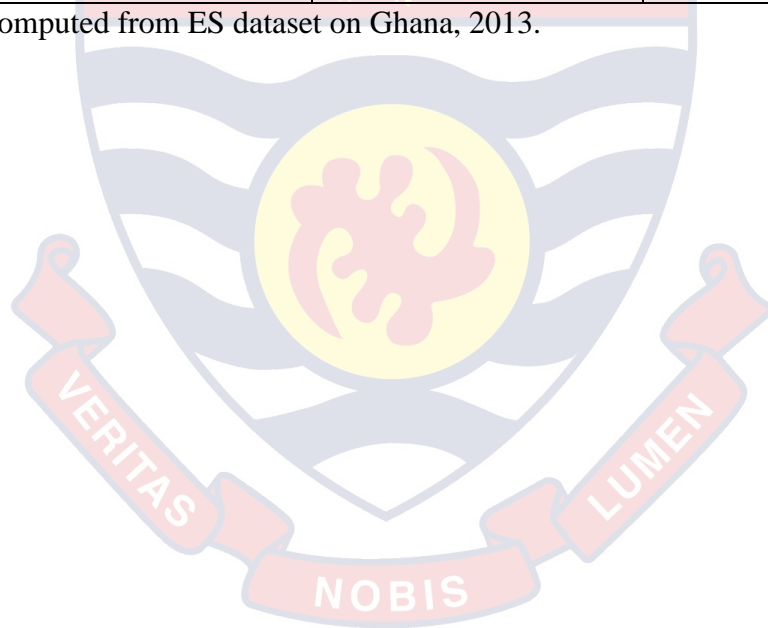 omputed from ES dataset on Ghana, 2013.
VERITAS
NOBIS
LUMEN